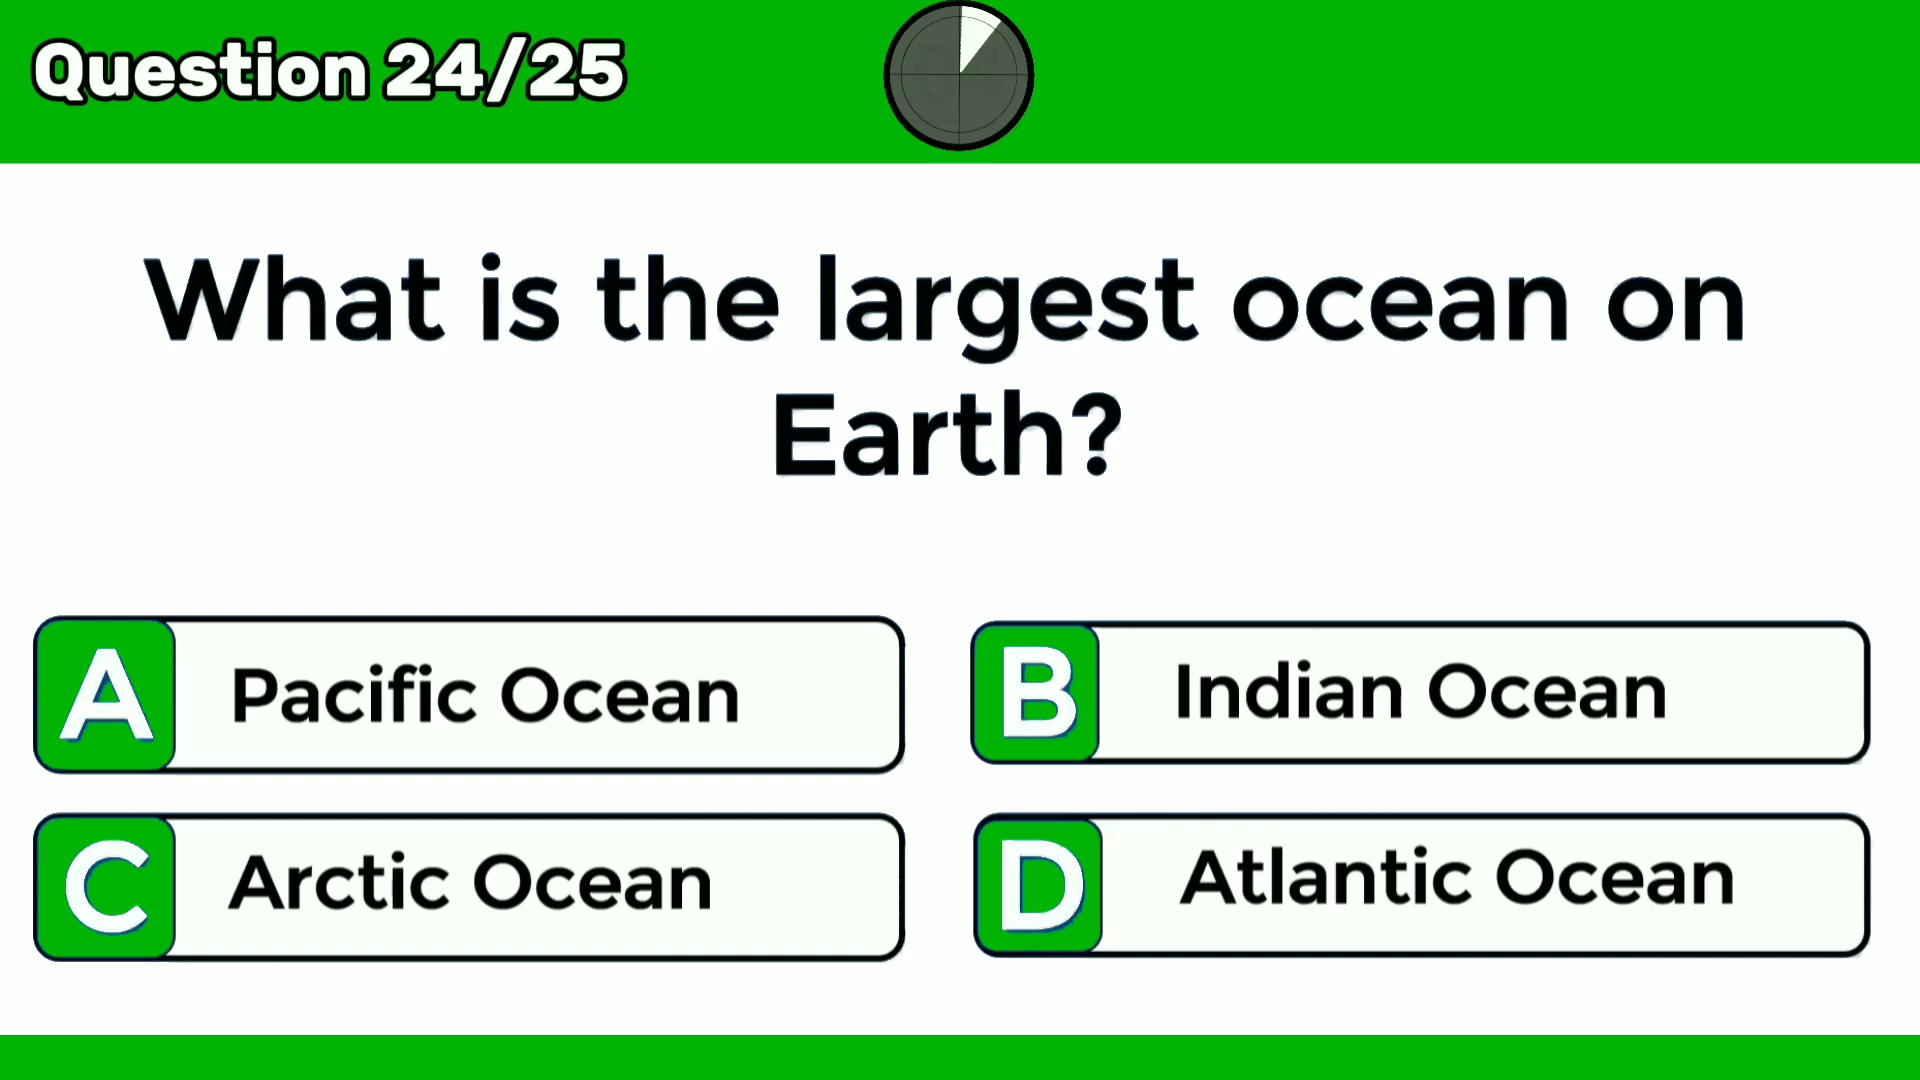 Question 24/25
What is the largest ocean on
Earth?
A Pacific Ocean
B Indian Ocean
C Arctic Ocean
D Atlantic Ocean